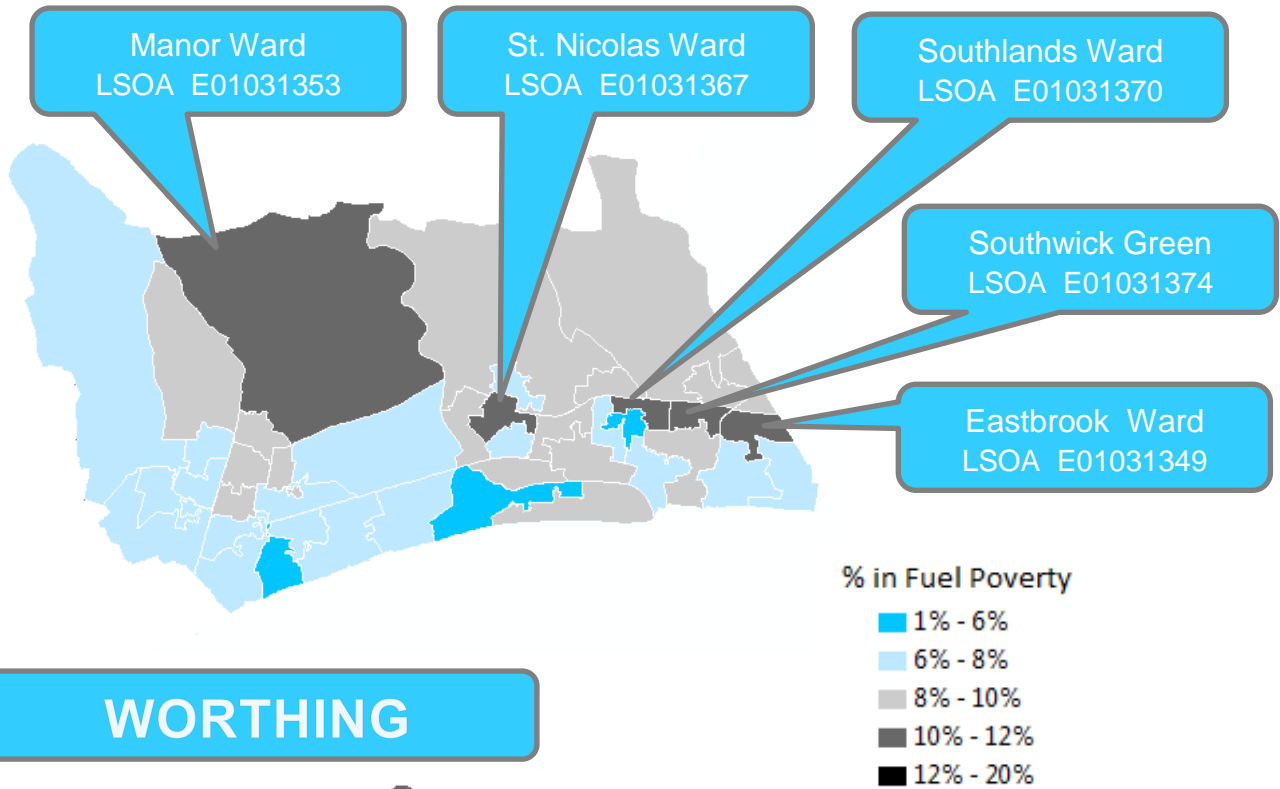 Manor Ward
LSOA E01031353
St. Nicolas Ward
LSOA E01031367
Southlands Ward
LSOA E01031370
Southwick Green
LSOA E01031374
Eastbrook Ward
LSOA E01031349
% in Fuel Poverty
1% - 6%
6% - 8%
8% - 10%
10% - 12%
12% - 20%
WORTHING